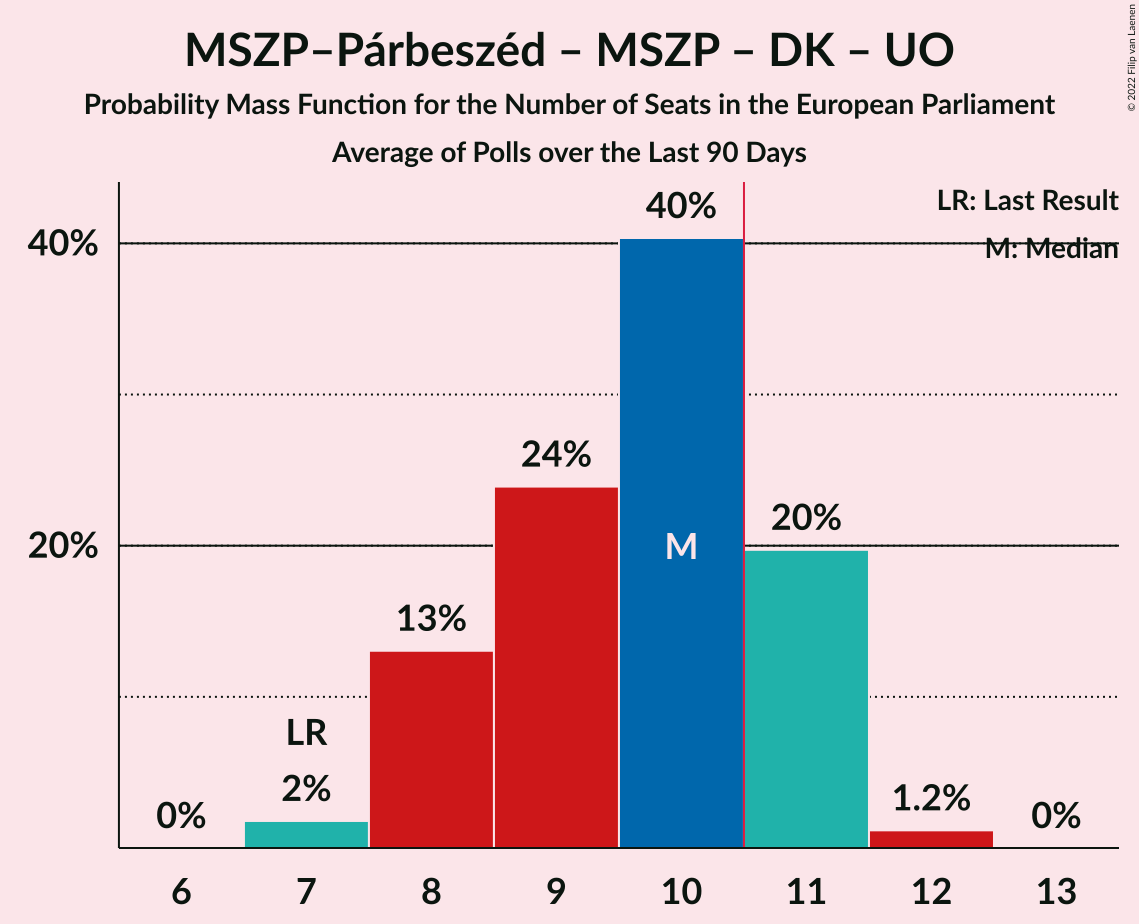 MSZP–Párbeszéd – MSZP – DK – UO
Probability Mass Function for the Number of Seats in the European Parliament
Average of Polls over the Last 90 Days
© 2022 Filip van Laenen
LR: Last Result
M: Median
40%
20%
0%
LR
2%
13%
24%
40%
M
20%
1.2%
0%
6 7 8 9 10 11 12 13